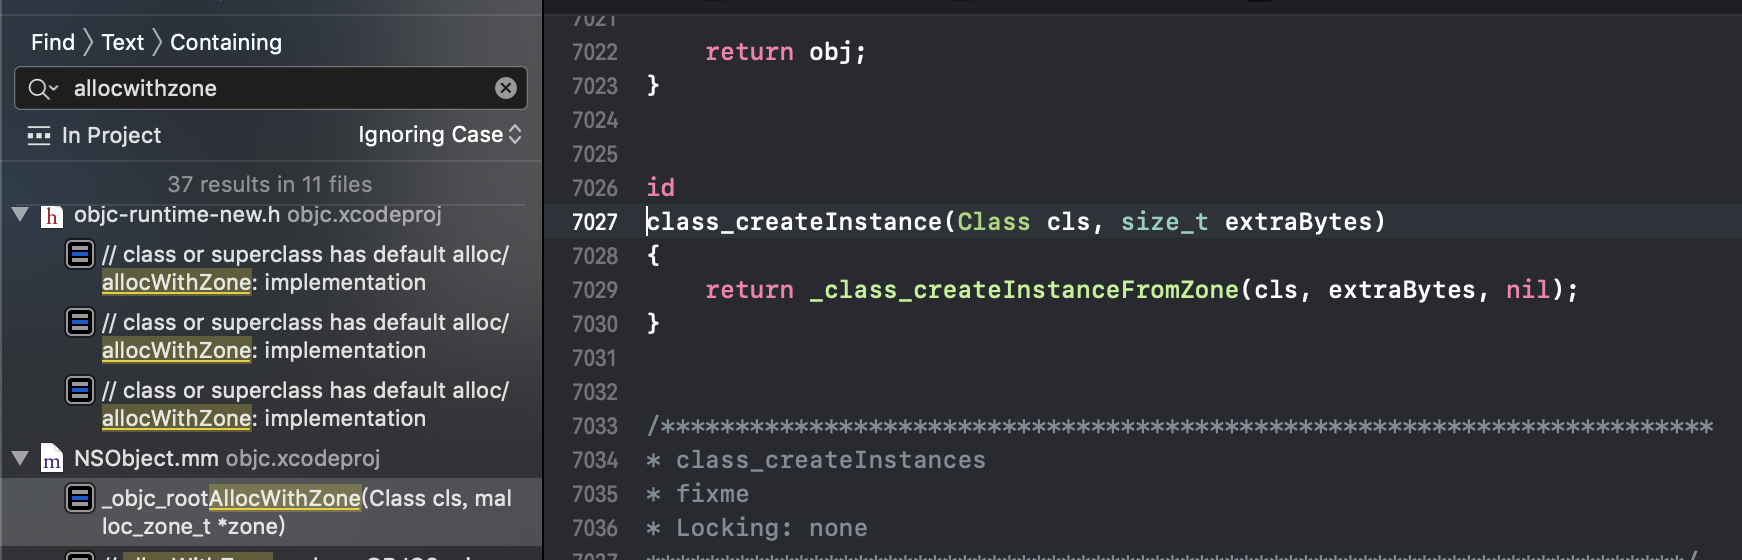 Find 〉 Text 〉 Containing
allocwithzone
In Project Ignoring Case
37 results in 11 files
objc-runtime-new.h objc.xcodeproj
// class or superclass has default alloc/
allocWithZone: implementation
// class or superclass has default alloc/
allocWithZone: implementation
// class or superclass has default alloc/
allocWithZone: implementation
NSObject.mm objc.xcodeproj
_objc_rootAllocWithZone(Class cls, mal
loc_zone_t *zone)
7021
7022 return obj;
7023 }
7024
7025
7026 id
7027 class_createInstance(Class cls, size_t extraBytes)
7028 {
7029 return _class_createInstanceFromZone(cls, extraBytes, nil);
7030 }
7031
7032
7033 /***********************************************************************
7034 * class_createInstances
7035 * fixme
7036 * Locking: none
7037